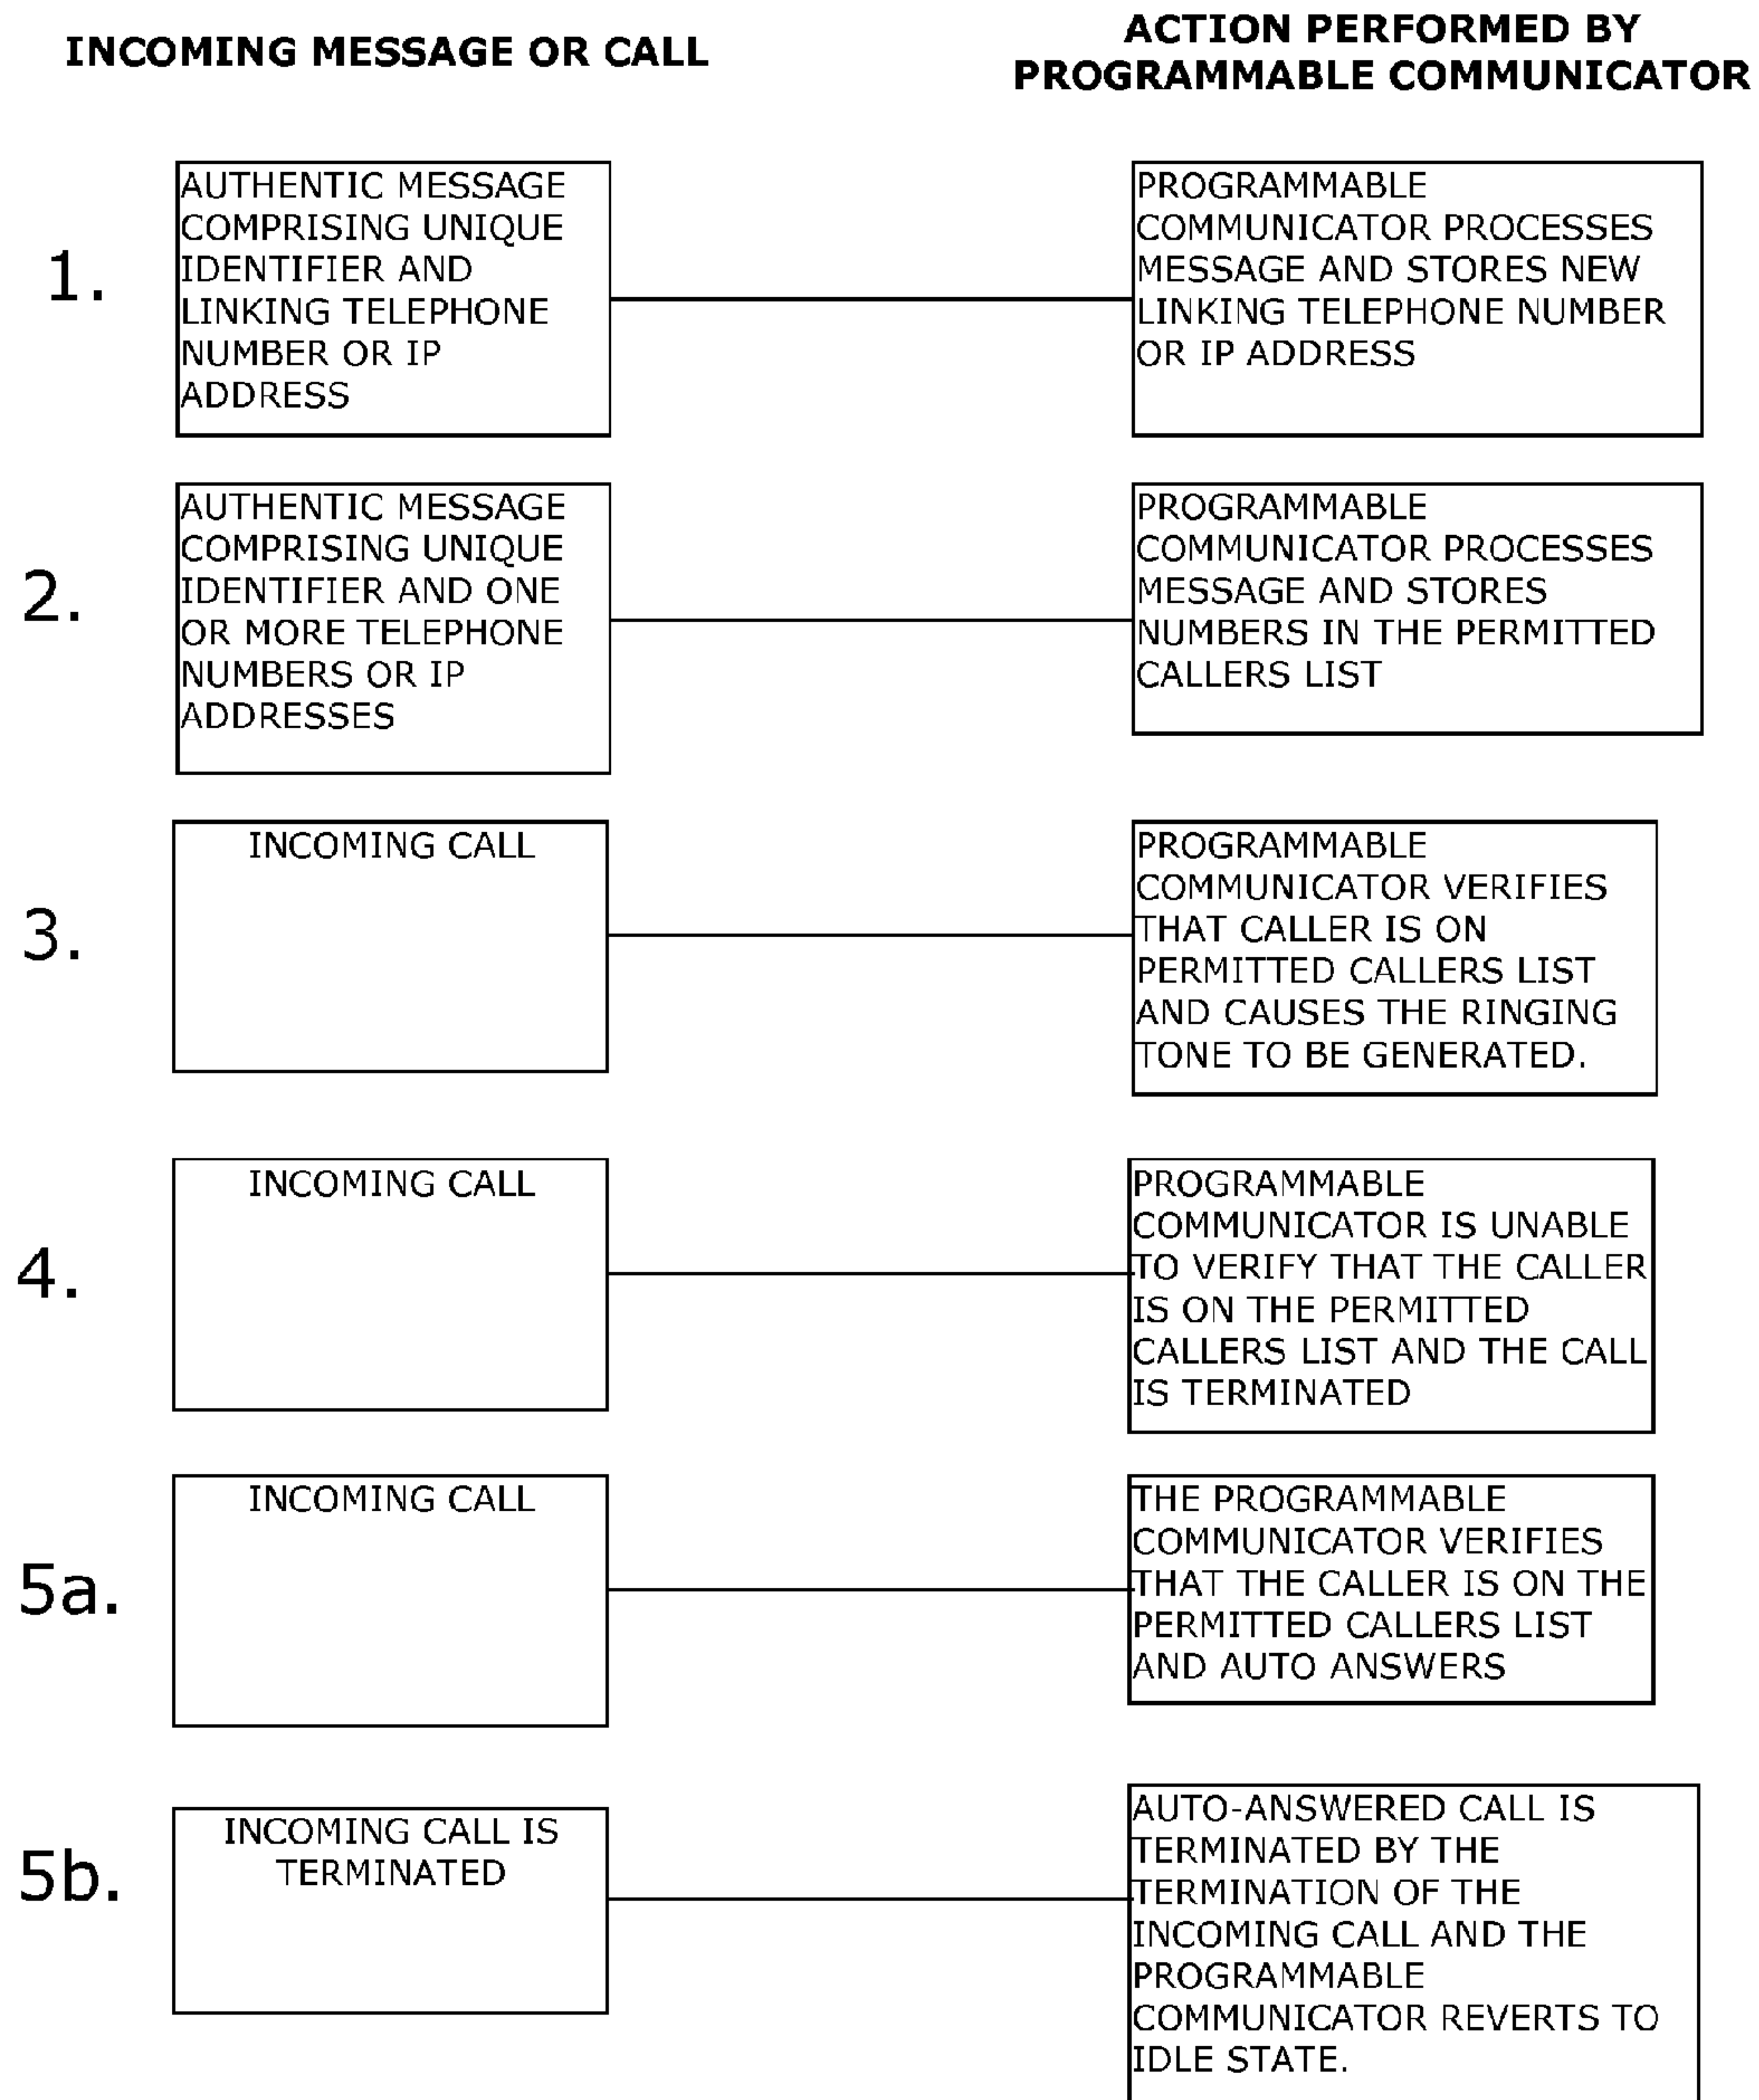 INCOMING MESSAGE OR CALL
ACTION PERFORMED BY
PROGRAMMABLE COMMUNICATOR
1.
AUTHENTIC MESSAGE
COMPRISING UNIQUE
IDENTIFIER AND
LINKING TELEPHONE
NUMBER OR IP
ADDRESS
PROGRAMMABLE
COMMUNICATOR PROCESSES
MESSAGE AND STORES NEW
LINKING TELEPHONE NUMBER
OR IP ADDRESS
2.
AUTHENTIC MESSAGE
COMPRISING UNIQUE
IDENTIFIER AND ONE
OR MORE TELEPHONE
NUMBERS OR IP
ADDRESSES
PROGRAMMABLE
COMMUNICATOR PROCESSES
MESSAGE AND STORES
NUMBERS IN THE PERMITTED
CALLERS LIST
3.
INCOMING CALL
PROGRAMMABLE
COMMUNICATOR VERIFIES
THAT CALLER IS ON
PERMITTED CALLERS LIST
AND CAUSES THE RINGING
TONE TO BE GENERATED.
4.
INCOMING CALL
PROGRAMMABLE
COMMUNICATOR IS UNABLE
TO VERIFY THAT THE CALLER
IS ON THE PERMITTED
CALLERS LIST AND THE CALL
IS TERMINATED
5a.
INCOMING CALL
THE PROGRAMMABLE
COMMUNICATOR VERIFIES
THAT THE CALLER IS ON THE
PERMITTED CALLERS LIST
AND AUTO ANSWERS
5b.
INCOMING CALL IS
TERMINATED
AUTO-ANSWERED CALL IS
TERMINATED BY THE
TERMINATION OF THE
INCOMING CALL AND THE
PROGRAMMABLE
COMMUNICATOR REVERTS TO
IDLE STATE.